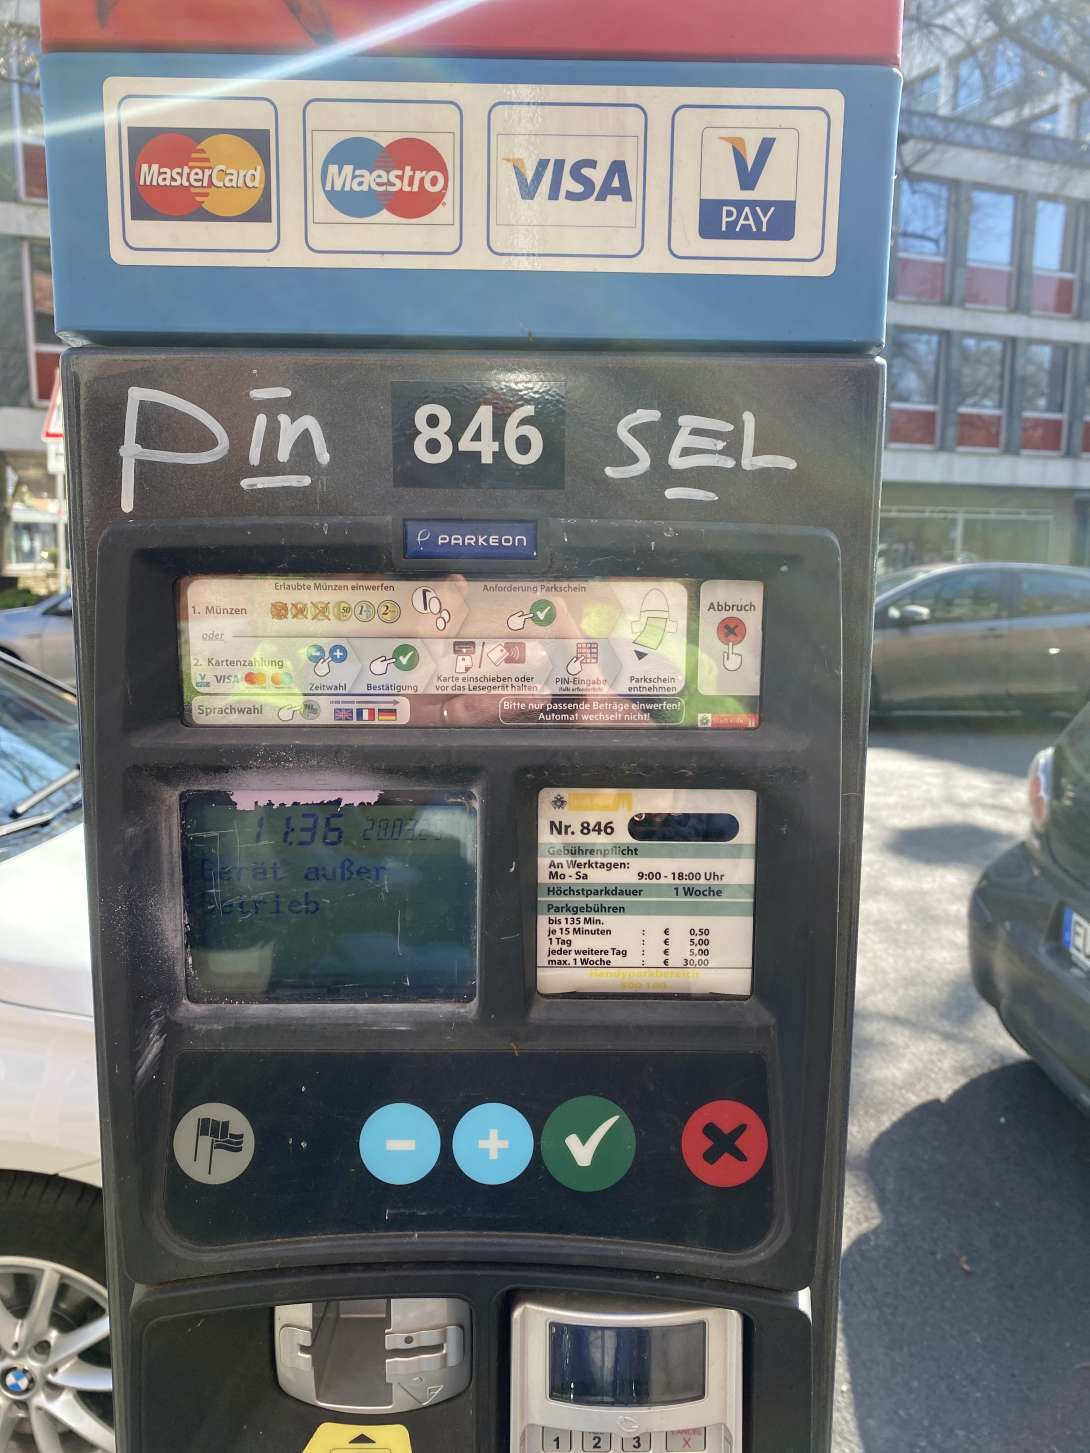 MasterCard
Maestro
VISA
V
PAY
Pin 846 SEL
PARKEON
Erlaubte Münzen einwerfen
Anforderung Parkschein
1. Münzen
50 1 2
oder
2. Kartenzahlung
VISA
Zeitwahl
Bestätigung
Karte einschieben oder
vor das Lesegerät halten
PIN-Eingabe
Parkschein
entnehmen
Abbruch
Sprachwahl
Bitte nur passende Beträge einwerfen!
Automat wechselt nicht!
11:36
Gerät außer
Betrieb
Nr. 846
Gebührenpflicht
An Werktagen:
Mo - Sa 9:00 - 18:00 Uhr
Höchstparkdauer 1 Woche
Parkgebühren
bis 135 Min.
je 15 Minuten : € 0,50
1 Tag : € 5,00
jeder weitere Tag : € 5,00
max. 1 Woche : € 30,00
Handyparkbereich
- + 
1 2 3 X